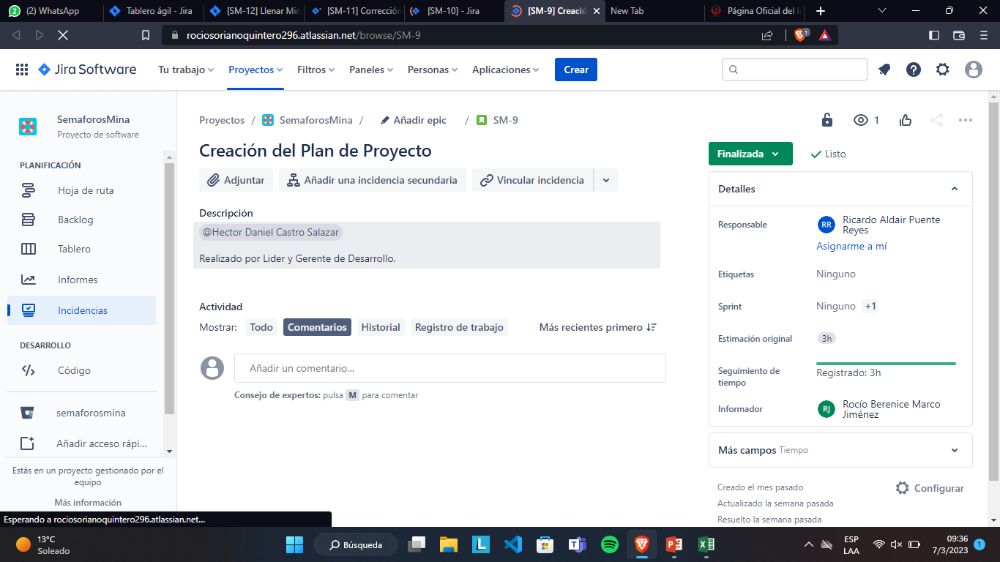 (2) WhatsApp
Tablero ágil - Jira
[SM-12] Llenar Min
[SM-11] Corrección
[SM-10] - Jira
[SM-9] Creació
New Tab
Página Oficial del I
rociosorianoquintero296.atlassian.net/browse/SM-9
1
Jira Software
Tu trabajo
Proyectos
Filtros
Paneles
Personas
Aplicaciones
Crear
SemaforosMina
Proyecto de software
PLANIFICACIÓN
Hoja de ruta
Backlog
Tablero
Informes
Incidencias
DESARROLLO
Código
semaforosmina
Añadir acceso rápi...
Estás en un proyecto gestionado por el
equipo
Más información
Esperando a rociosorianoquintero296.atlassian.net...
Proyectos / SemaforosMina / Añadir epic / SM-9
1
Creación del Plan de Proyecto
Adjuntar
Añadir una incidencia secundaria
Vincular incidencia
Descripción
@Hector Daniel Castro Salazar
Realizado por Lider y Gerente de Desarrollo.
Actividad
Mostrar: Todo Comentarios Historial Registro de trabajo
Más recientes primero
Añadir un comentario...
Consejo de expertos: pulsa M para comentar
Finalizada
Listo
Detalles
Responsable
RR
Ricardo Aldair Puente
Reyes
Asignarme a mí
Etiquetas
Ninguno
Sprint
Ninguno +1
Estimación original
3h
Seguimiento de
tiempo
Registrado: 3h
Informador
RJ
Rocío Berenice Marco
Jiménez
Más campos Tiempo
Creado el mes pasado
Configurar
Actualizado la semana pasada
Resuelto la semana pasada
13°C
Soleado
Búsqueda
ESP
LAA
09:36
7/3/2023
1